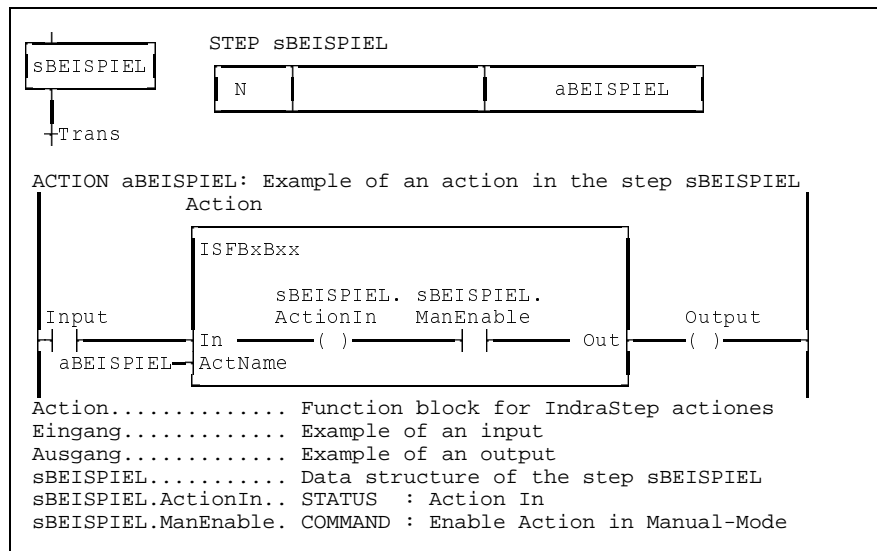 STEP sBEISPIEL
sBEISPIEL
N aBEISPIEL
Trans
ACTION aBEISPIEL: Example of an action in the step sBEISPIEL
Action
ISFBxBxx
sBEISPIEL. sBEISPIEL.
Input ActionIn ManEnable Output
In ( ) Out ( )
aBEISPIEL ActName
Action.............. Function block for IndraStep actiones
Eingang............. Example of an input
Ausgang............. Example of an output
sBEISPIEL........... Data structure of the step sBEISPIEL
sBEISPIEL.ActionIn.. STATUS : Action In
sBEISPIEL.ManEnable. COMMAND : Enable Action in Manual-Mode